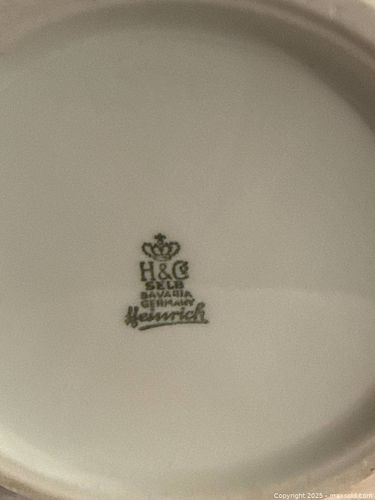 H&Co
SELB
BAVARIA
GERMANY
Heinrich
Copyright 2025 - maxsold.com